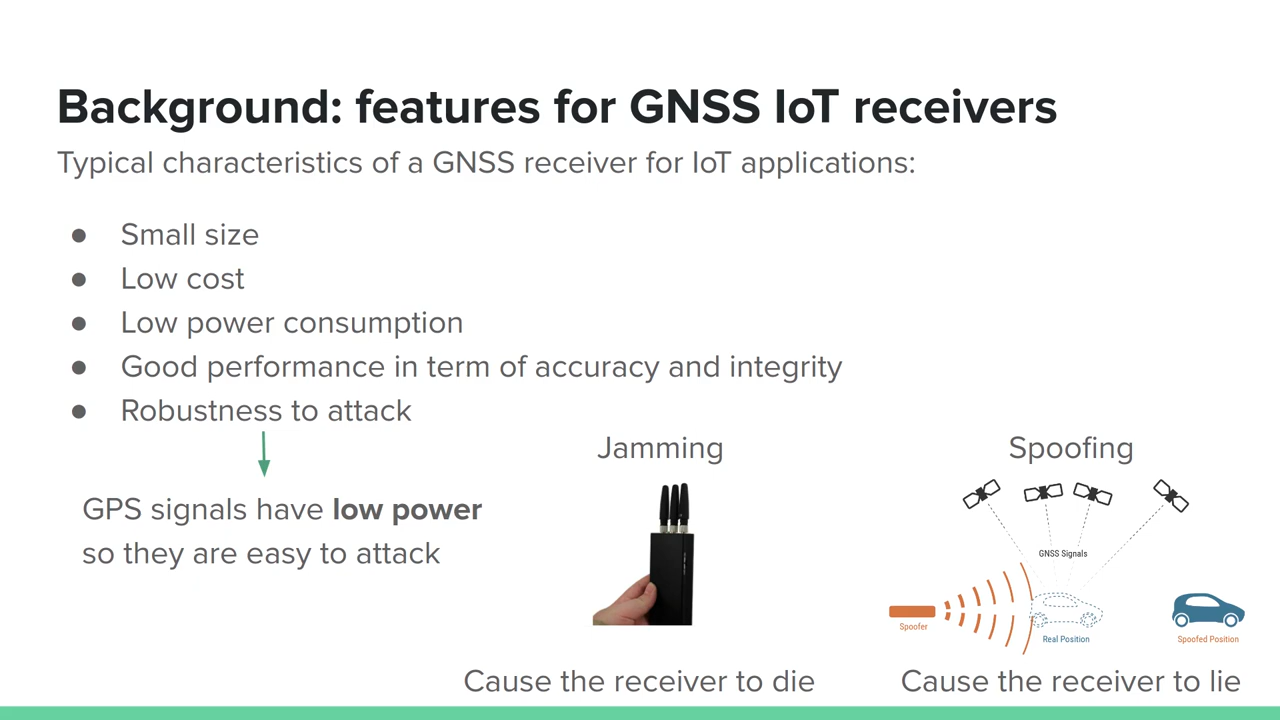 Background: features for GNSS IoT receivers
Typical characteristics of a GNSS receiver for IoT applications:
● Small size
● Low cost
● Low power consumption
● Good performance in term of accuracy and integrity
● Robustness to attack
GPS signals have low power
so they are easy to attack
Jamming
Cause the receiver to die
Spoofing
GNSS Signals
Spoofer
Real Position
Spoofed Position
Cause the receiver to lie